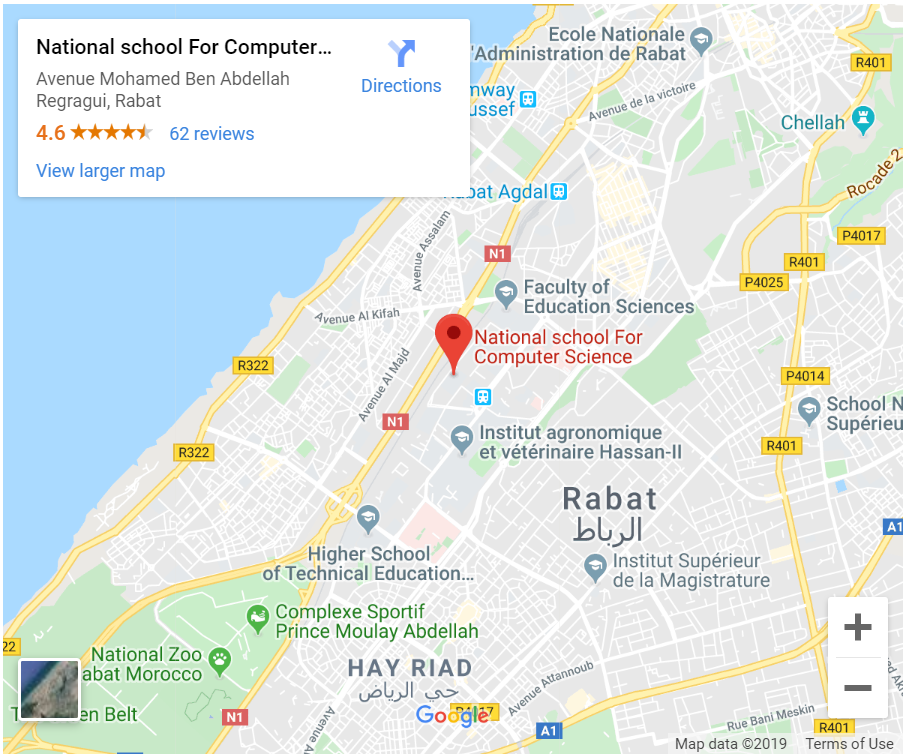 National school For Computer...
Avenue Mohamed Ben Abdellah
Regragui, Rabat
4.6
62 reviews
View larger map
Directions
Ecole Nationale
d'Administration de Rabat
R401
mway
ussef
Avenue de la victoire
Chellah
Rocade 2
abat Agdal
Avenue Assalam
P4017
N1
R401
P4025
Faculty of
Education Sciences
Avenue Al Kifah
National school For
Computer Science
Avenue Al Majd
R322
P4014
School N
Supérieu
N1
Institut agronomique
et vétérinaire Hassan-II
R401
R322
Rabat
الرباط
A1
Higher School
of Technical Education...
Institut Supérieur
de la Magistrature
Complexe Sportif
Prince Moulay Abdellah
22
National Zoo
abat Morocco
HAY RIAD
حي الرياض
Avenue Attannoub
T
en Belt
N1
Google
A1
Avenue
Rue Bani Meskin
R401
Map data ©2019
Terms of Use
+
−